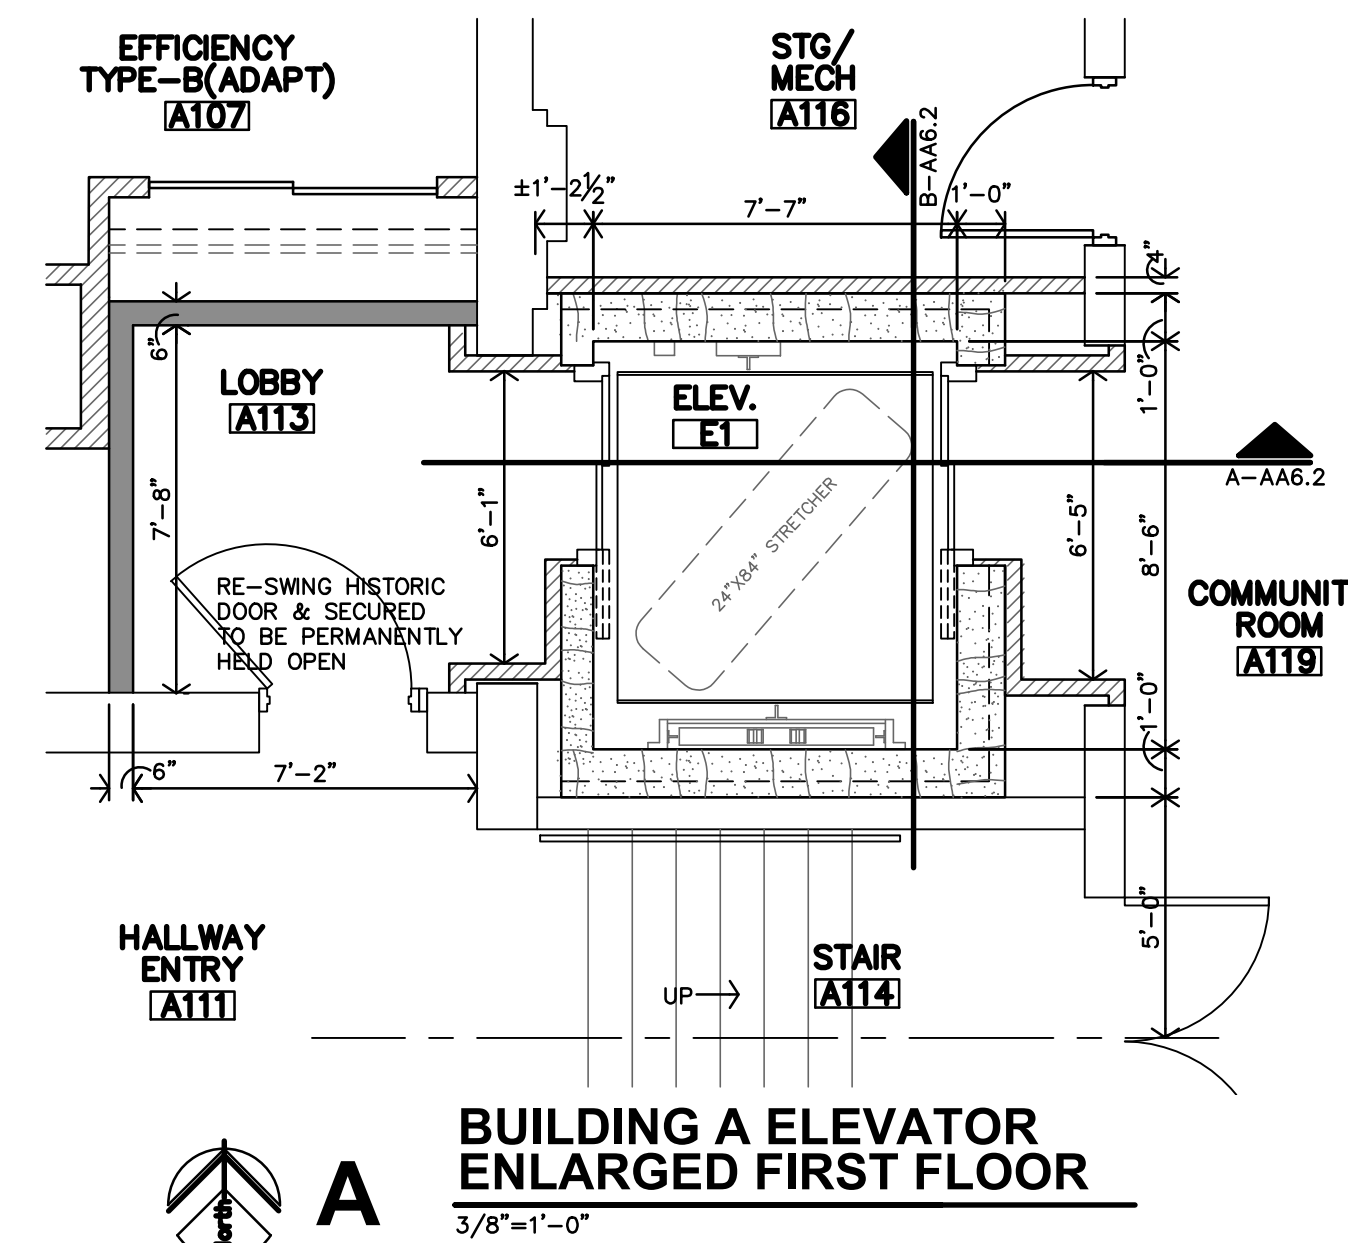 EFFICIENCY
TYPE-B(ADAPT)
A107
STG/
MECH
A116
B-AA6.2
±1'-2½"
7'-7"
1'-0"
4"
6"
LOBBY
A113
ELEV.
E1
1'-0"
A-AA6.2
7'-8"
6'-1"
24"X84" STRETCHER
6'-5"
8'-6"
RE-SWING HISTORIC
DOOR & SECURED
TO BE PERMANENTLY
HELD OPEN
COMMUNIT
ROOM
A119
1'-0"
6"
7'-2"
5'-0"
HALLWAY
ENTRY
A111
STAIR
A114
UP
BUILDING A ELEVATOR
ENLARGED FIRST FLOOR
A
3/8"=1'-0"
North